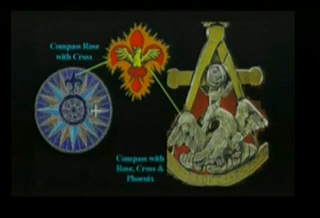 Compass Rose
with Cross
Compass with
Rose, Cross &
Phoenix